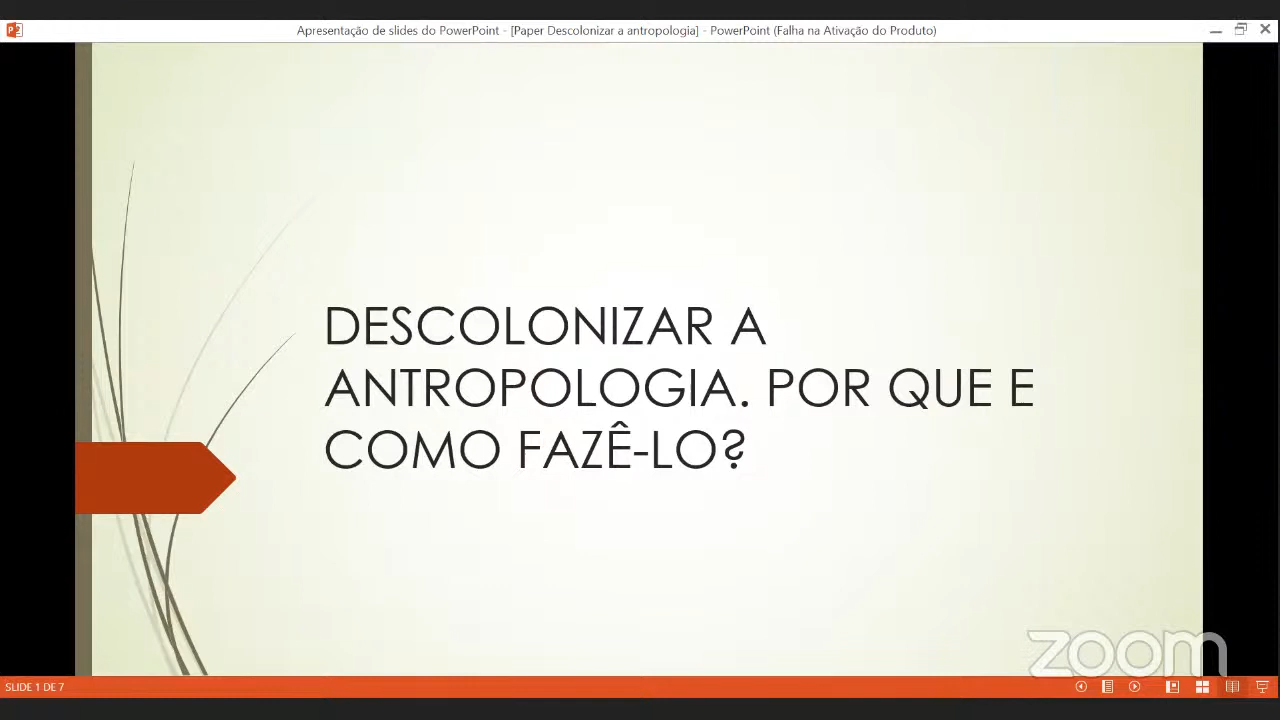 Apresentação de slides do PowerPoint - [Paper Descolonizar a antropologia] - PowerPoint (Falha na Ativação do Produto)
DESCOLONIZAR A
ANTROPOLOGIA. POR QUE E
COMO FAZÊ-LO?
zoom
SLIDE 1 DE 7